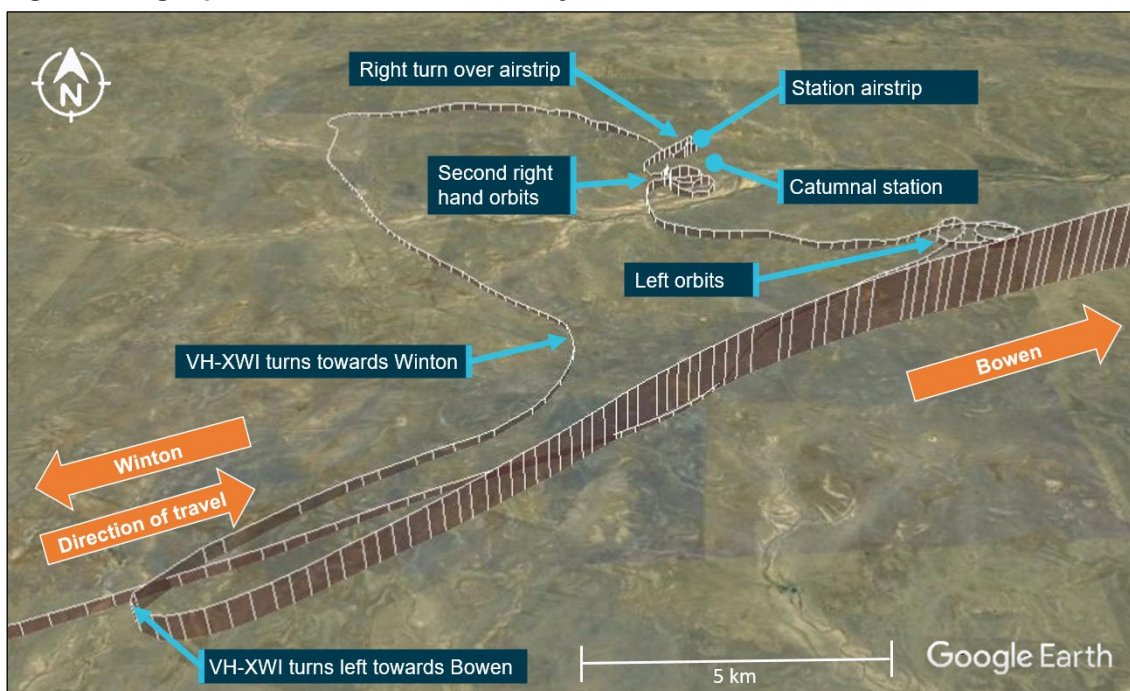 N
Right turn over airstrip
Station airstrip
Second right
hand orbits
Catumnal station
Left orbits
VH-XWI turns towards Winton
Bowen
Winton
Direction of travel
VH-XWI turns left towards Bowen
5 km
Google Earth